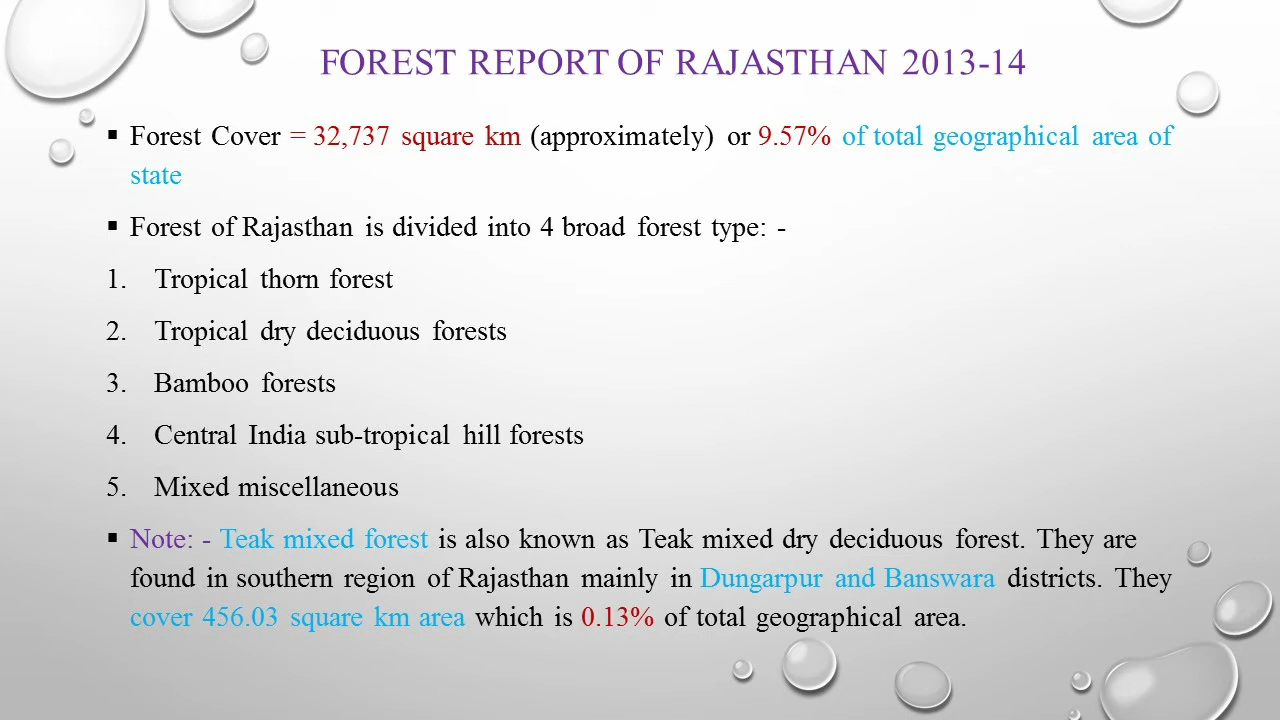 FOREST REPORT OF RAJASTHAN 2013-14
▪ Forest Cover = 32,737 square km (approximately) or 9.57% of total geographical area of
state
▪ Forest of Rajasthan is divided into 4 broad forest type: -
1. Tropical thorn forest
2. Tropical dry deciduous forests
3. Bamboo forests
4. Central India sub-tropical hill forests
5. Mixed miscellaneous
▪ Note: - Teak mixed forest is also known as Teak mixed dry deciduous forest. They are
found in southern region of Rajasthan mainly in Dungarpur and Banswara districts. They
cover 456.03 square km area which is 0.13% of total geographical area.